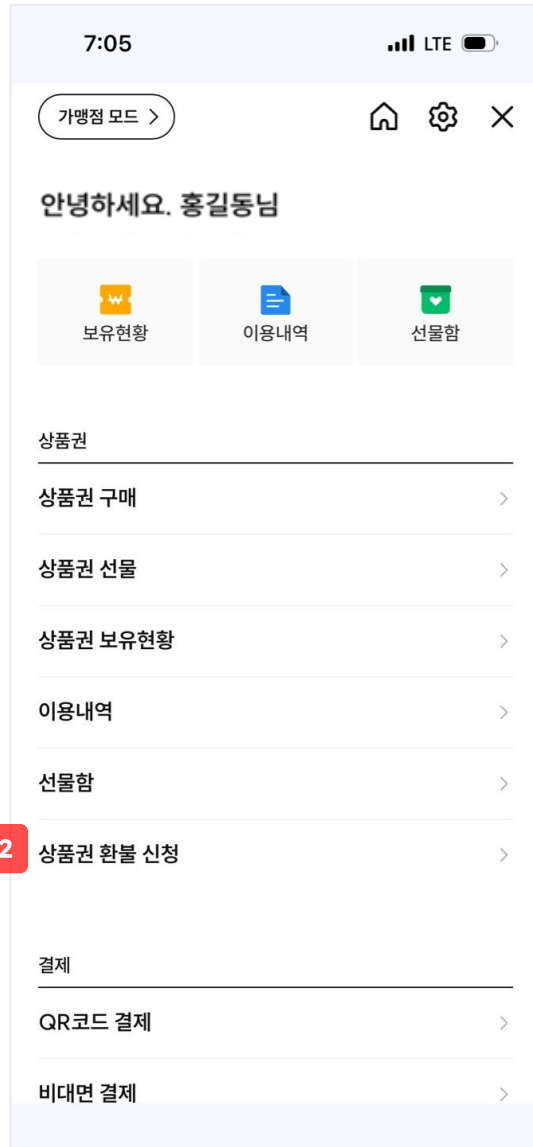 7:05 LTE
가맹점 모드
안녕하세요. 홍길동님
보유현황 이용내역 선물함
상품권
상품권 구매
상품권 선물
상품권 보유현황
이용내역
선물함
2 상품권 환불 신청
결제
QR코드 결제
비대면 결제